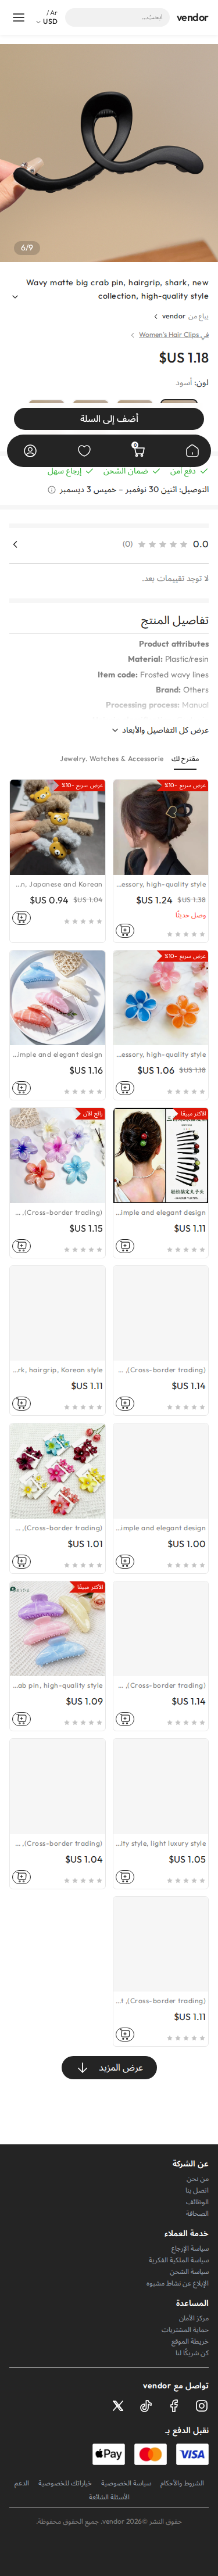 vendor
ابحث...
Ar /
USD
6/9
Wavy matte big crab pin, hairgrip, shark, new
collection, high-quality style
يباع من vendor
في Women's Hair Clips
$US 1.18
لون: أسود
أضف إلى السلة
0
دفع آمن
ضمان الشحن
إرجاع سهل
التوصيل: اثنين 30 نوفمبر – خميس 3 ديسمبر
0.0
(0)
لا توجد تقييمات بعد.
تفاصيل المنتج
Product attributes
Material: Plastic/resin
Item code: Frosted wavy lines
Brand: Others
Processing process: Manual
عرض كل التفاصيل والأبعاد
مقترح لك
Jewelry, Watches & Accessorie
عرض سريع -10%
عرض سريع -10%
...essory, high-quality style
$US 1.24 $US 1.38
وصل حديثًا
...n, Japanese and Korean
$US 0.94 $US 1.04
عرض سريع -10%
...essory, high-quality style
$US 1.06 $US 1.18
...imple and elegant design
$US 1.16
الأكثر مبيعًا
رائج الآن
...imple and elegant design
$US 1.11
... ,(Cross-border trading)
$US 1.15
... ,(Cross-border trading)
$US 1.14
...rk, hairgrip, Korean style
$US 1.11
...imple and elegant design
$US 1.00
... ,(Cross-border trading)
$US 1.01
الأكثر مبيعًا
... ,(Cross-border trading)
$US 1.14
...ab pin, high-quality style
$US 1.09
...lty style, light luxury style
$US 1.05
... ,(Cross-border trading)
$US 1.04
...t ,(Cross-border trading)
$US 1.11
عرض المزيد
عن الشركة
من نحن
اتصل بنا
الوظائف
الصحافة
خدمة العملاء
سياسة الإرجاع
سياسة الملكية الفكرية
سياسة الشحن
الإبلاغ عن نشاط مشبوه
المساعدة
مركز الأمان
حماية المشتريات
خريطة الموقع
كن شريكًا لنا
تواصل مع vendor
نقبل الدفع بـ
VISA
mastercard
Apple Pay
الشروط والأحكام
سياسة الخصوصية
خياراتك للخصوصية
الدعم
الأسئلة الشائعة
حقوق النشر ©2026 vendor. جميع الحقوق محفوظة.